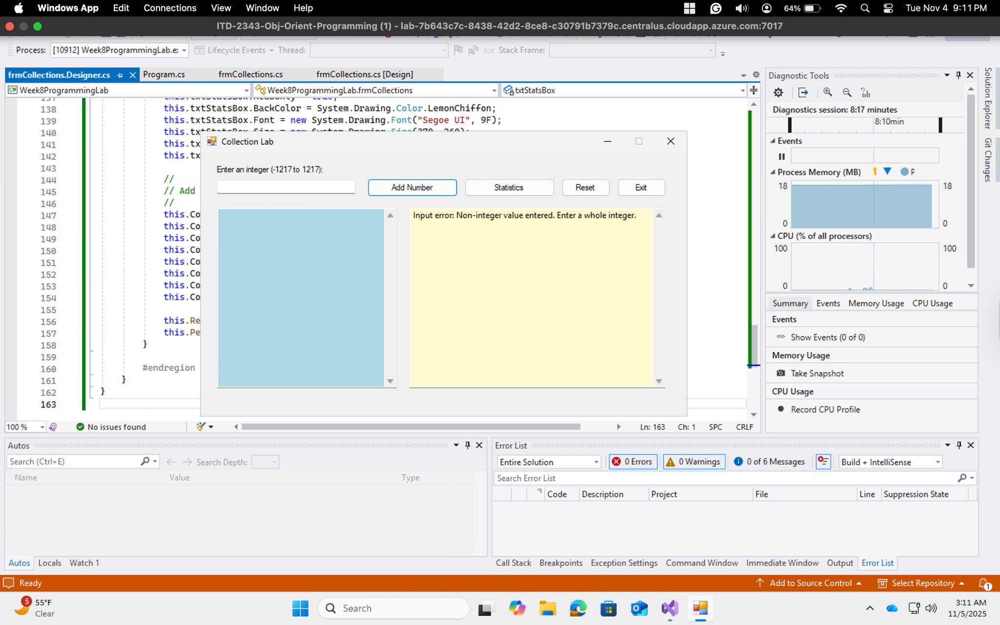 Windows App Edit Connections View Window Help 64% Tue Nov 4 9:11 PM
ITD-2343-Obj-Orient-Programming (1) - lab-7b643c7c-8438-42d2-8ce8-c30791b7379c.centralus.cloudapp.azure.com:7017
Process: [10912] Week8ProgrammingLab.e Lifecycle Events Thread: Stack Frame:
frmCollections.Designer.cs Program.cs frmCollections.cs frmCollections.cs [Design]
Week8ProgrammingLab Week8ProgrammingLab.frmCollections txtStatsBox
138 this.txtStatsBox.BackColor = System.Drawing.Color.LemonChiffon;
139 this.txtStatsBox.Font = new System.Drawing.Font("Segoe UI", 9F);
140 this.tx
141 this.tx
142 this.tx
143
144 //
145 // Add
146 //
147 this.Co
148 this.Co
149 this.Co
150 this.Co
151 this.Co
152 this.Co
153 this.Co
154 this.Co
155
156 this.Re
157 this.Pe
158 }
159
160 #endregion
161 }
162 }
163
Collection Lab
Enter an integer (-1217 to 1217):
Add Number Statistics Reset Exit
Input error: Non-integer value entered. Enter a whole integer.
100 % No issues found Ln: 163 Ch: 1 SPC CRLF
Diagnostic Tools
Diagnostics session: 8:17 minutes
8:10min
Events
Process Memory (MB) P
18 18
0 0
CPU (% of all processors)
100 100
0 0
Summary Events Memory Usage CPU Usage
Events
Show Events (0 of 0)
Memory Usage
Take Snapshot
CPU Usage
Record CPU Profile
Solution Explorer
Git Changes
Autos
Search (Ctrl+E) Search Depth:
Name Value Type
Autos Locals Watch 1
Error List
Entire Solution 0 Errors 0 Warnings 0 of 6 Messages Build + IntelliSense
Search Error List
Code Description Project File Line Suppression State
Call Stack Breakpoints Exception Settings Command Window Immediate Window Output Error List
Ready Add to Source Control Select Repository 1
5 55°F
Clear
Search
3:11 AM
11/5/2025